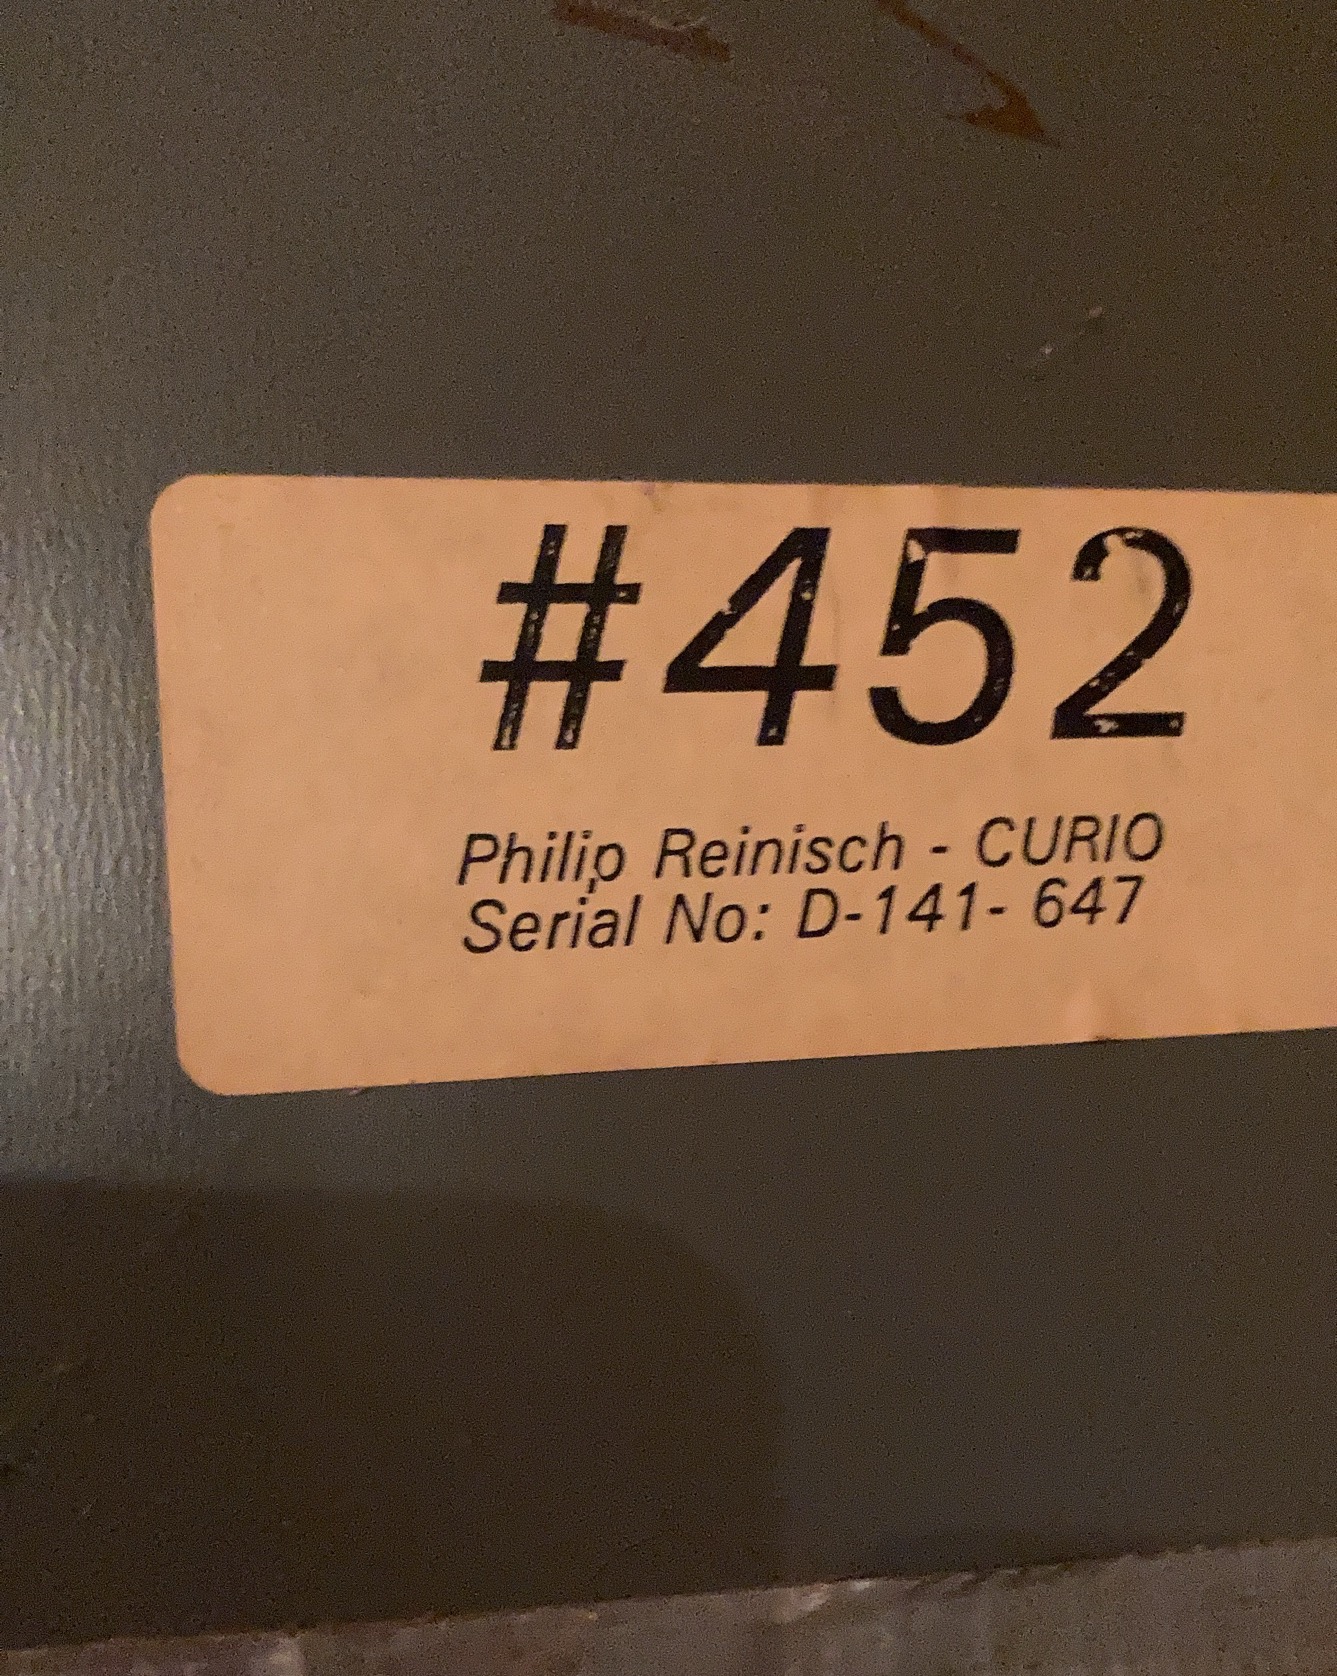 #452
Philip Reinisch - CURIO
Serial No: D-141- 647